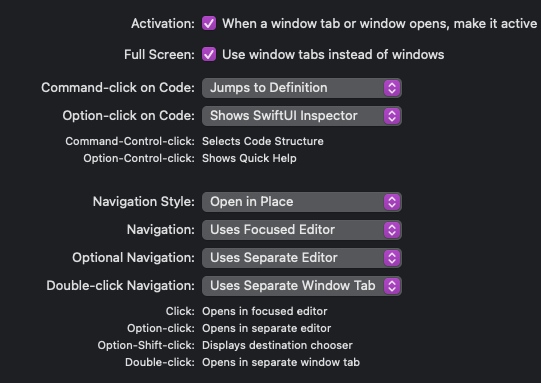 Activation: When a window tab or window opens, make it active
Full Screen: Use window tabs instead of windows
Command-click on Code: Jumps to Definition
Option-click on Code: Shows SwiftUI Inspector
Command-Control-click: Selects Code Structure
Option-Control-click: Shows Quick Help
Navigation Style: Open in Place
Navigation: Uses Focused Editor
Optional Navigation: Uses Separate Editor
Double-click Navigation: Uses Separate Window Tab
Click: Opens in focused editor
Option-click: Opens in separate editor
Option-Shift-click: Displays destination chooser
Double-click: Opens in separate window tab